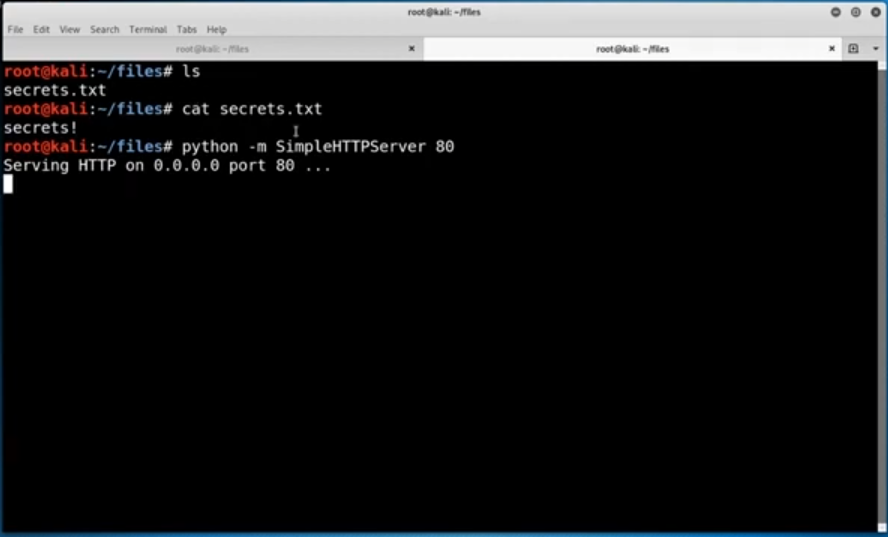 root@kali: ~/files
File Edit View Search Terminal Tabs Help
root@kali: ~/files root@kali: ~/files
root@kali:~/files# ls
secrets.txt
root@kali:~/files# cat secrets.txt
secrets!
root@kali:~/files# python -m SimpleHTTPServer 80
Serving HTTP on 0.0.0.0 port 80 ...